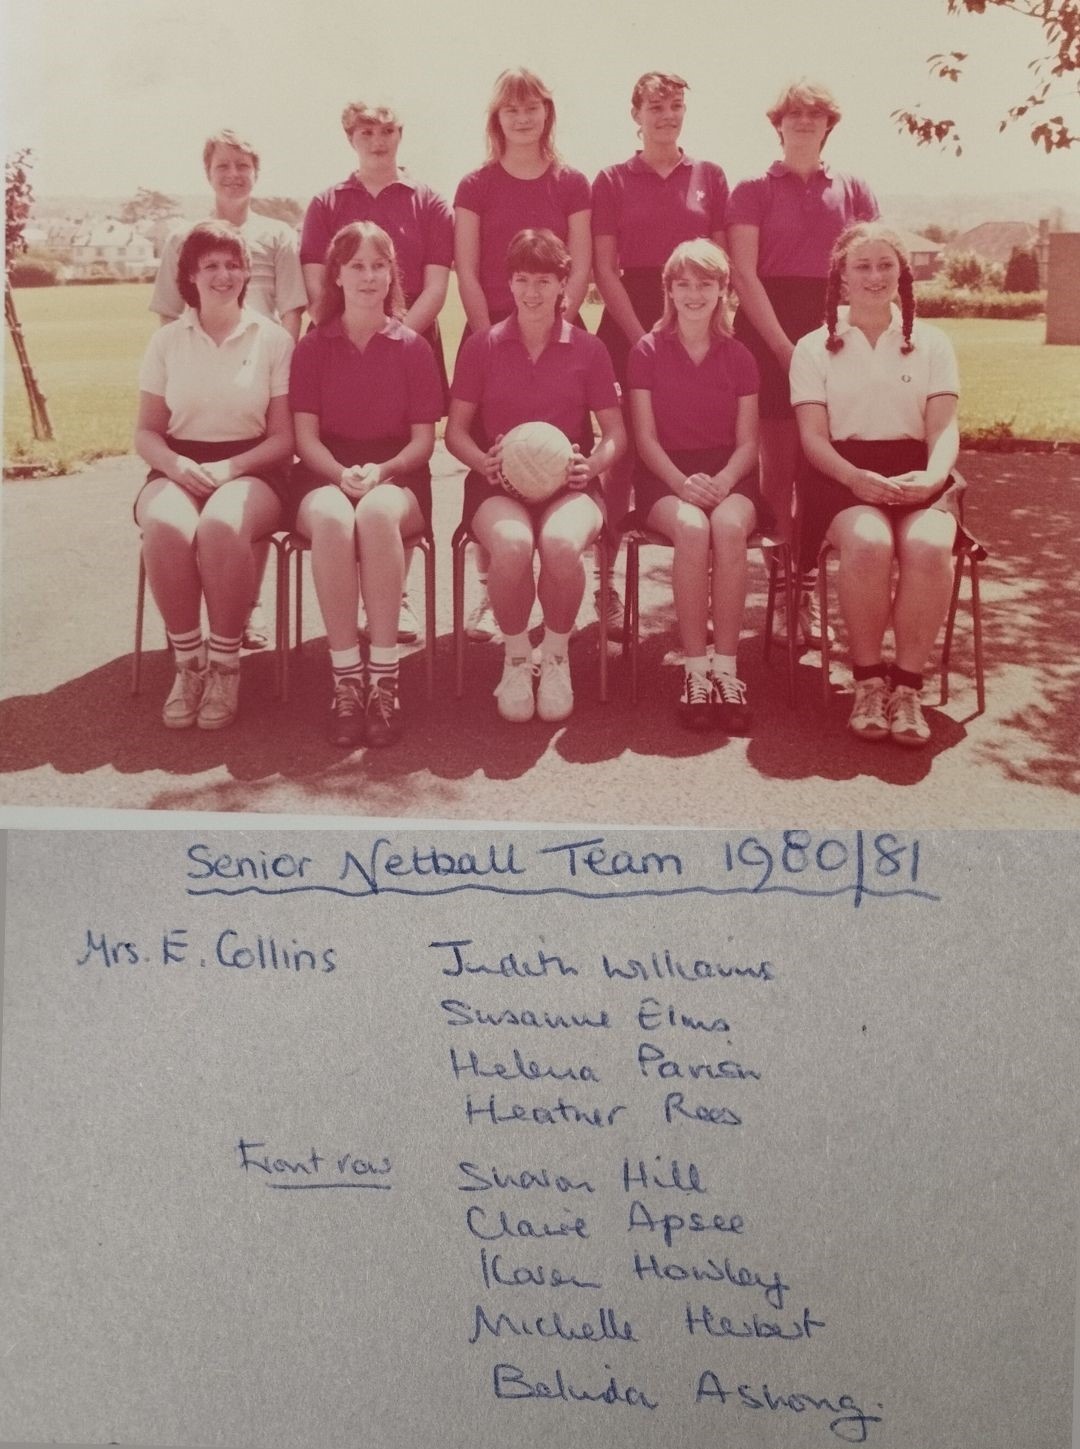 Senior Netball Team 1980/81
Mrs. E. Collins Judith Williams
Susanne Elms
Helena Parish
Heather Rees
Front row Sharon Hill
Claire Apsee
Karen Howley
Michelle Herbert
Belinda Ashong.